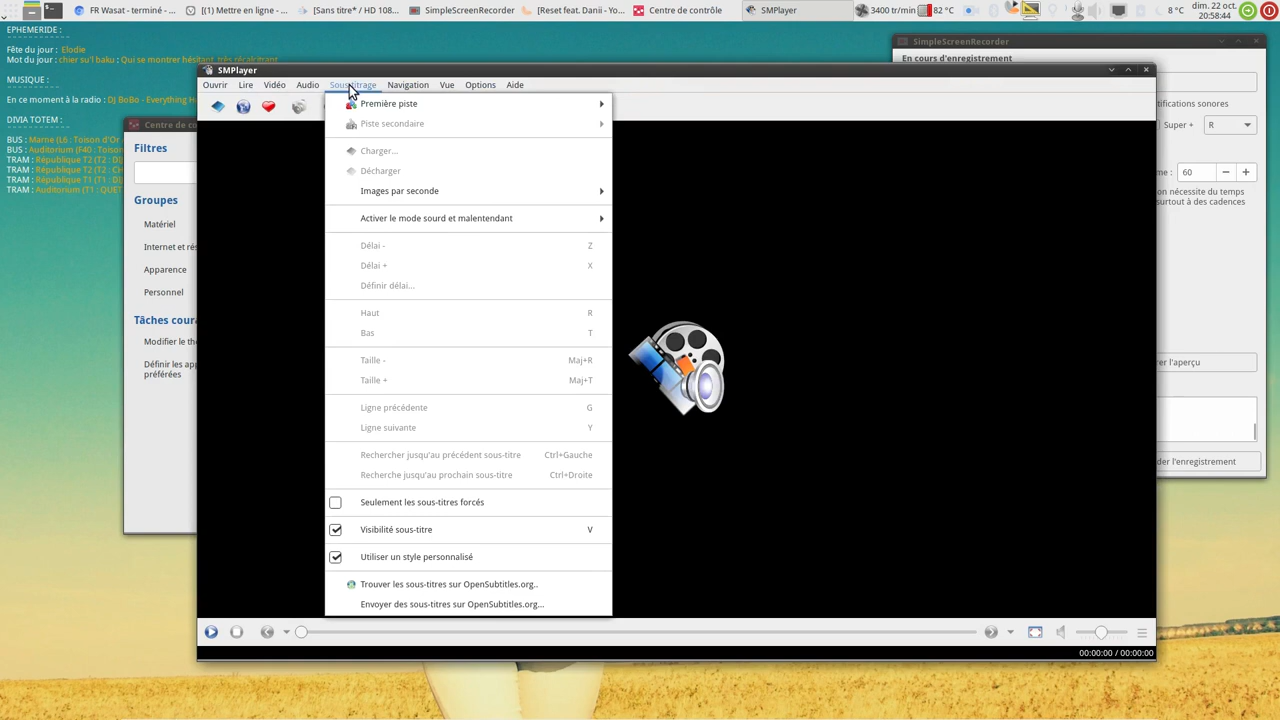 FR Wasat - terminé - ...
[(1) Mettre en ligne - ...
[Sans titre* / HD 108...
SimpleScreenRecorder
[Reset feat. Danii - Yo...
Centre de contrôle
SMPlayer
3400 tr/min
82 °C
8 °C
dim. 22 oct.
20:58:44
EPHEMERIDE :
Fête du jour : Elodie
Mot du jour : chier su'l baku : Qui se montrer hésitant, très récalcitrant
MUSIQUE :
En ce moment à la radio : DJ BoBo - Everything H
DIVIA TOTEM :
BUS : Marne (L6 : Toison d'Or
BUS : Auditorium (F40 : Toison
TRAM : République T2 (T2 : DI
TRAM : République T2 (T2 : CH
TRAM : République T1 (T1 : DI
TRAM : Auditorium (T1 : QUET
Centre de co
Filtres
Groupes
Matériel
Internet et rés
Apparence
Personnel
Tâches cour
Modifier le th
Définir les app
préférées
SMPlayer
Ouvrir Lire Vidéo Audio Sous-titrage Navigation Vue Options Aide
Première piste
Piste secondaire
Charger...
Décharger
Images par seconde
Activer le mode sourd et malentendant
Délai - Z
Délai + X
Définir délai...
Haut R
Bas T
Taille - Maj+R
Taille + Maj+T
Ligne précédente G
Ligne suivante Y
Rechercher jusqu'au précédent sous-titre Ctrl+Gauche
Recherche jusqu'au prochain sous-titre Ctrl+Droite
Seulement les sous-titres forcés
Visibilité sous-titre V
Utiliser un style personnalisé
Trouver les sous-titres sur OpenSubtitles.org..
Envoyer des sous-titres sur OpenSubtitles.org...
00:00:00 / 00:00:00
SimpleScreenRecorder
En cours d'enregistrement
tifications sonores
Super + R
me : 60
on nécessite du temps
surtout à des cadences
rer l'aperçu
der l'enregistrement